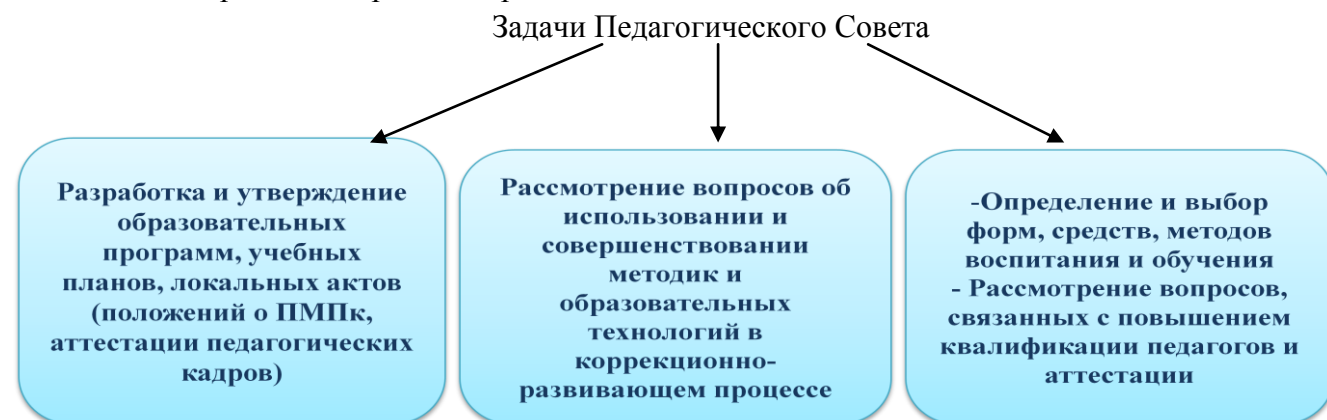 Задачи Педагогического Совета
Разработка и утверждение
образовательных
программ, учебных
планов, локальных актов
(положений о ПМПк,
аттестации педагогических
кадров)
Рассмотрение вопросов об
использовании и
совершенствовании
методик и
образовательных
технологий в
коррекционно-
развивающем процессе
-Определение и выбор
форм, средств, методов
воспитания и обучения
- Рассмотрение вопросов,
связанных с повышением
квалификации педагогов и
аттестации